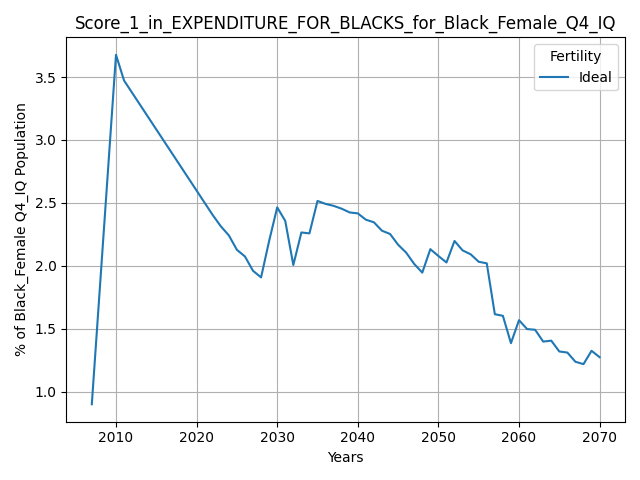 Score_1_in_EXPENDITURE_FOR_BLACKS_for_Black_Female_Q4_IQ
Fertility
Ideal
3.5
3.0
2.5
2.0
1.5
1.0
% of Black_Female Q4_IQ Population
2010 2020 2030 2040 2050 2060 2070
Years